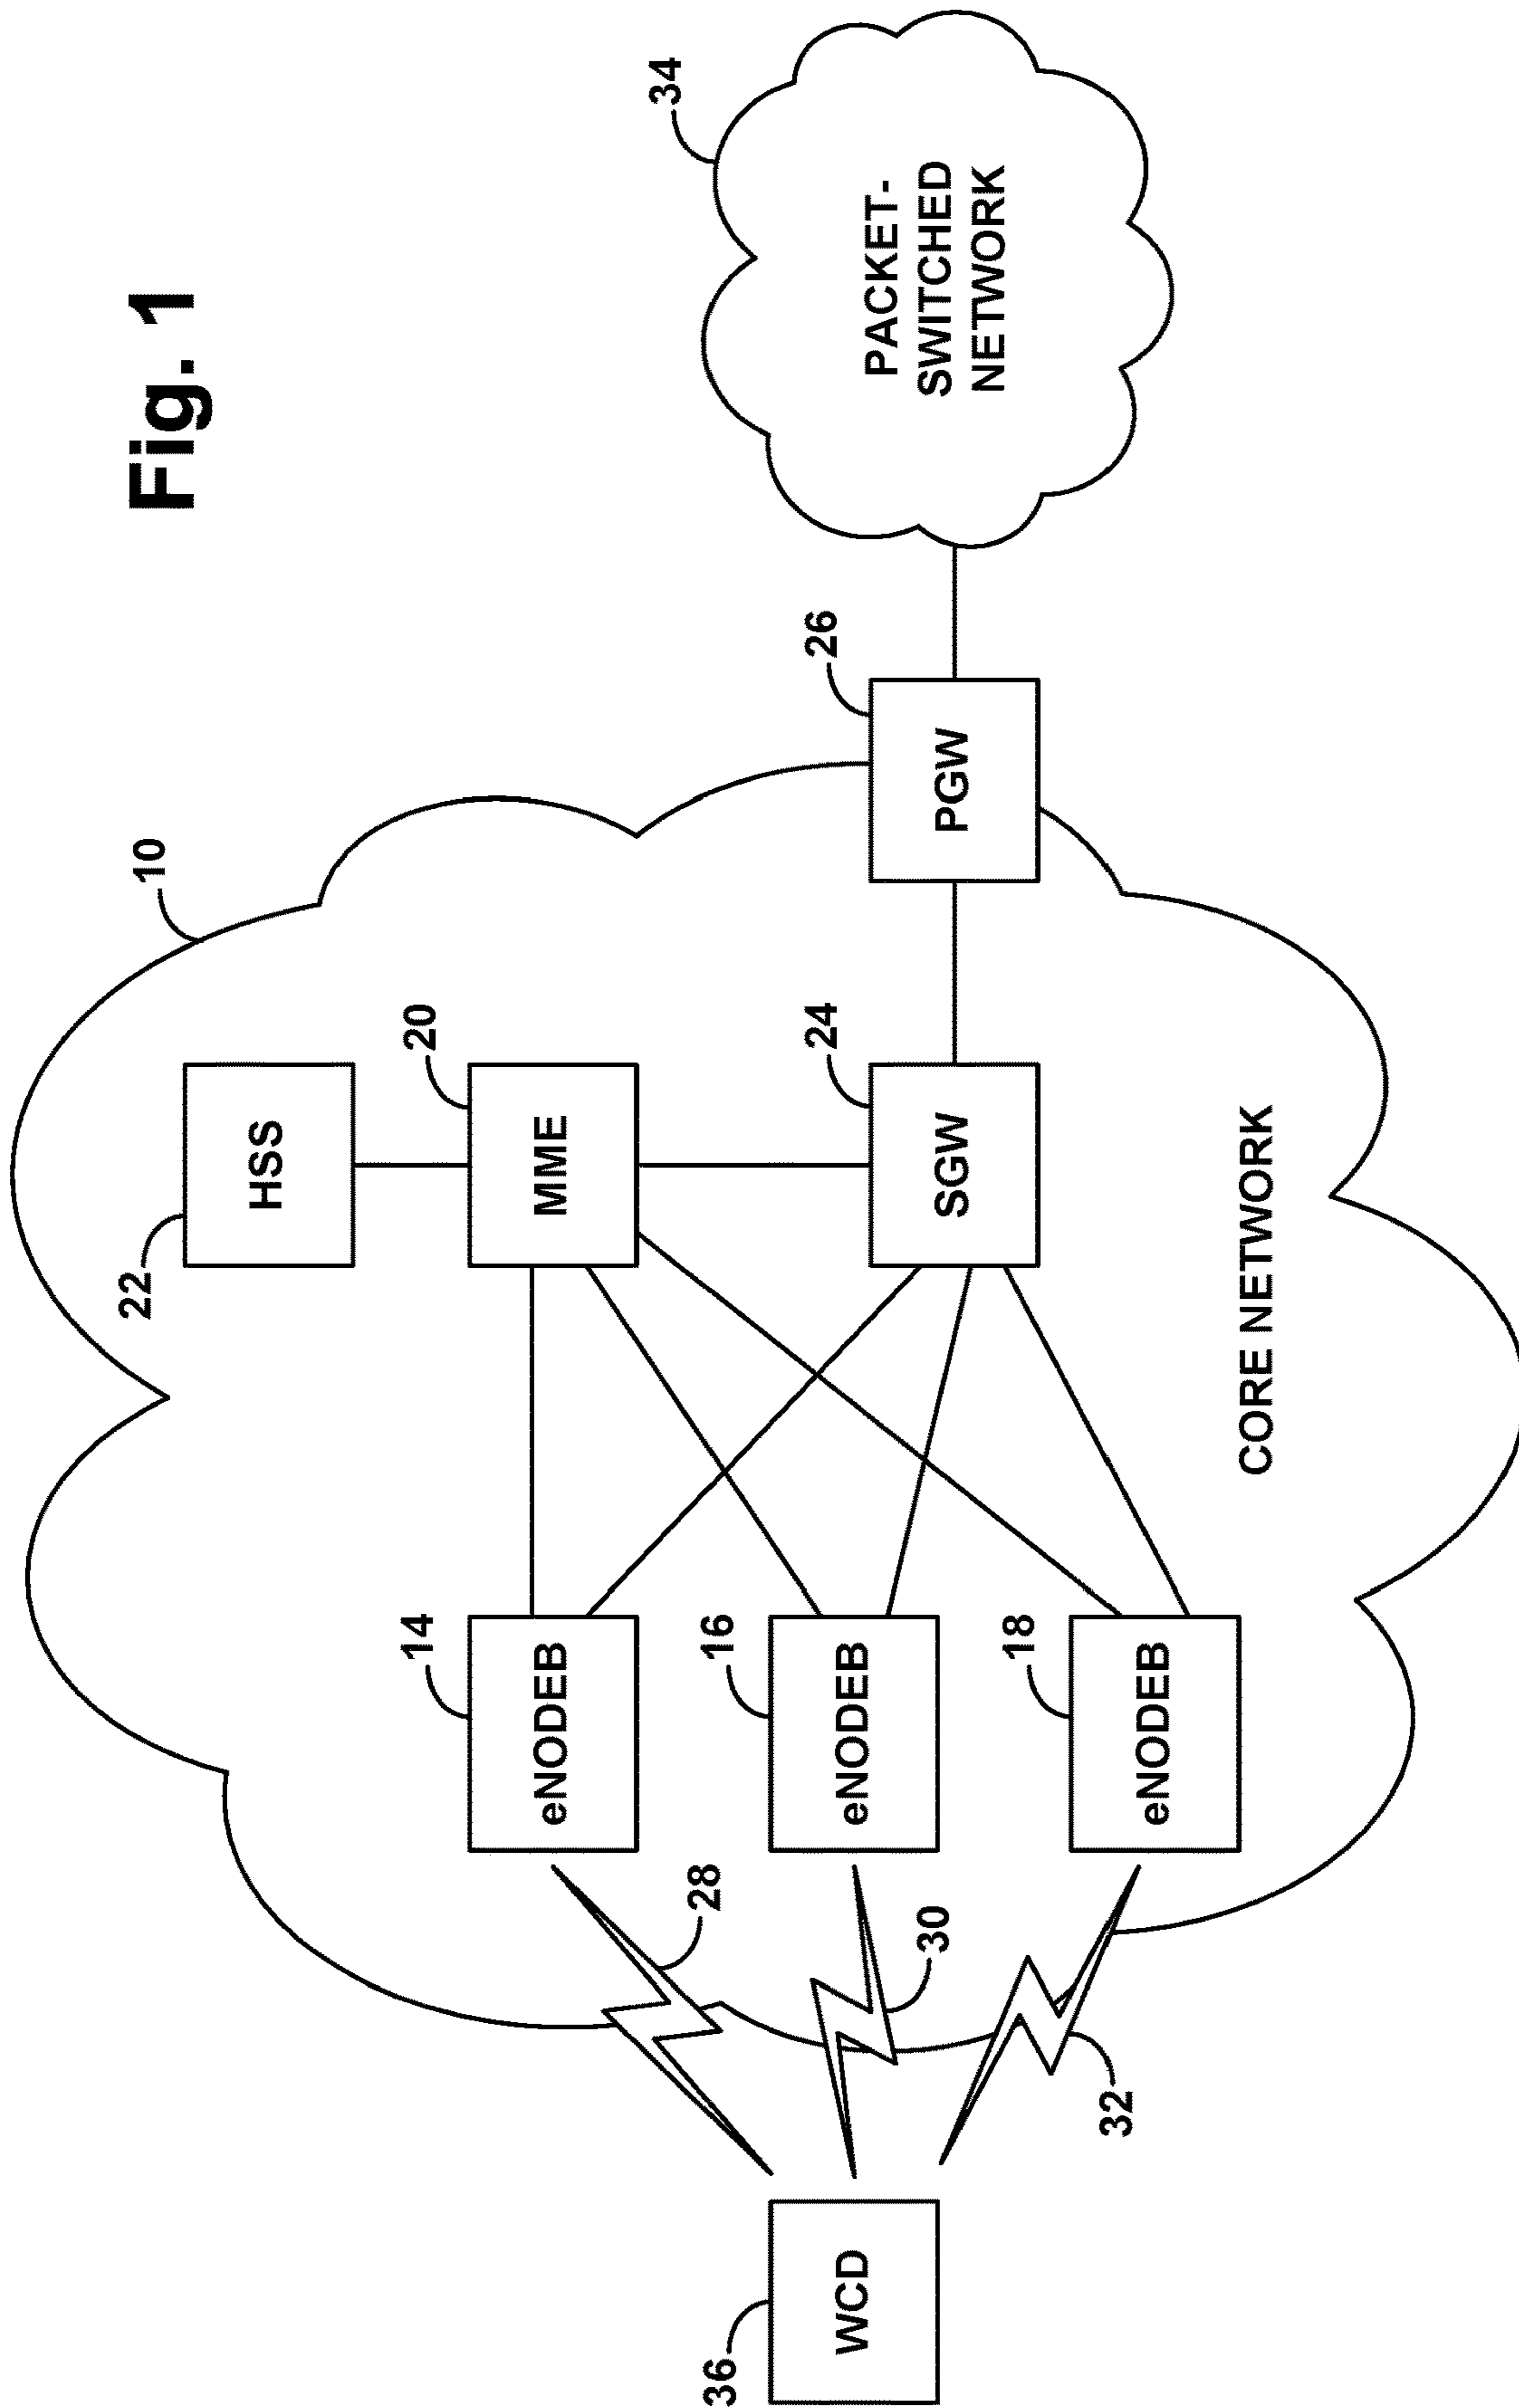 Fig. 1
10
22
HSS
20
MME
14
eNODEB
28
34
PACKET-
SWITCHED
NETWORK
26
PGW
24
SGW
36
WCD
16
eNODEB
30
18
eNODEB
32
CORE NETWORK